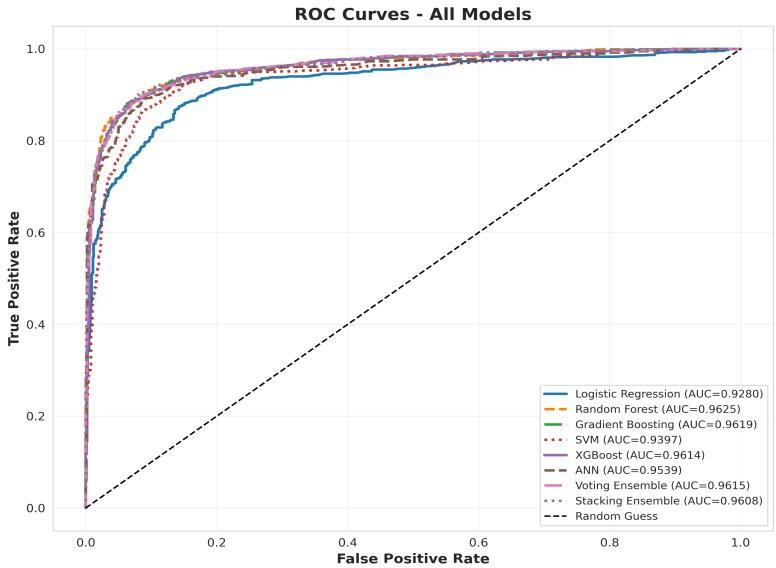 ROC Curves - All Models
1.0
0.8
0.6
0.4
0.2
0.0
True Positive Rate
Logistic Regression (AUC=0.9280)
Random Forest (AUC=0.9625)
Gradient Boosting (AUC=0.9619)
SVM (AUC=0.9397)
XGBoost (AUC=0.9614)
ANN (AUC=0.9539)
Voting Ensemble (AUC=0.9615)
Stacking Ensemble (AUC=0.9608)
Random Guess
0.0 0.2 0.4 0.6 0.8 1.0
False Positive Rate